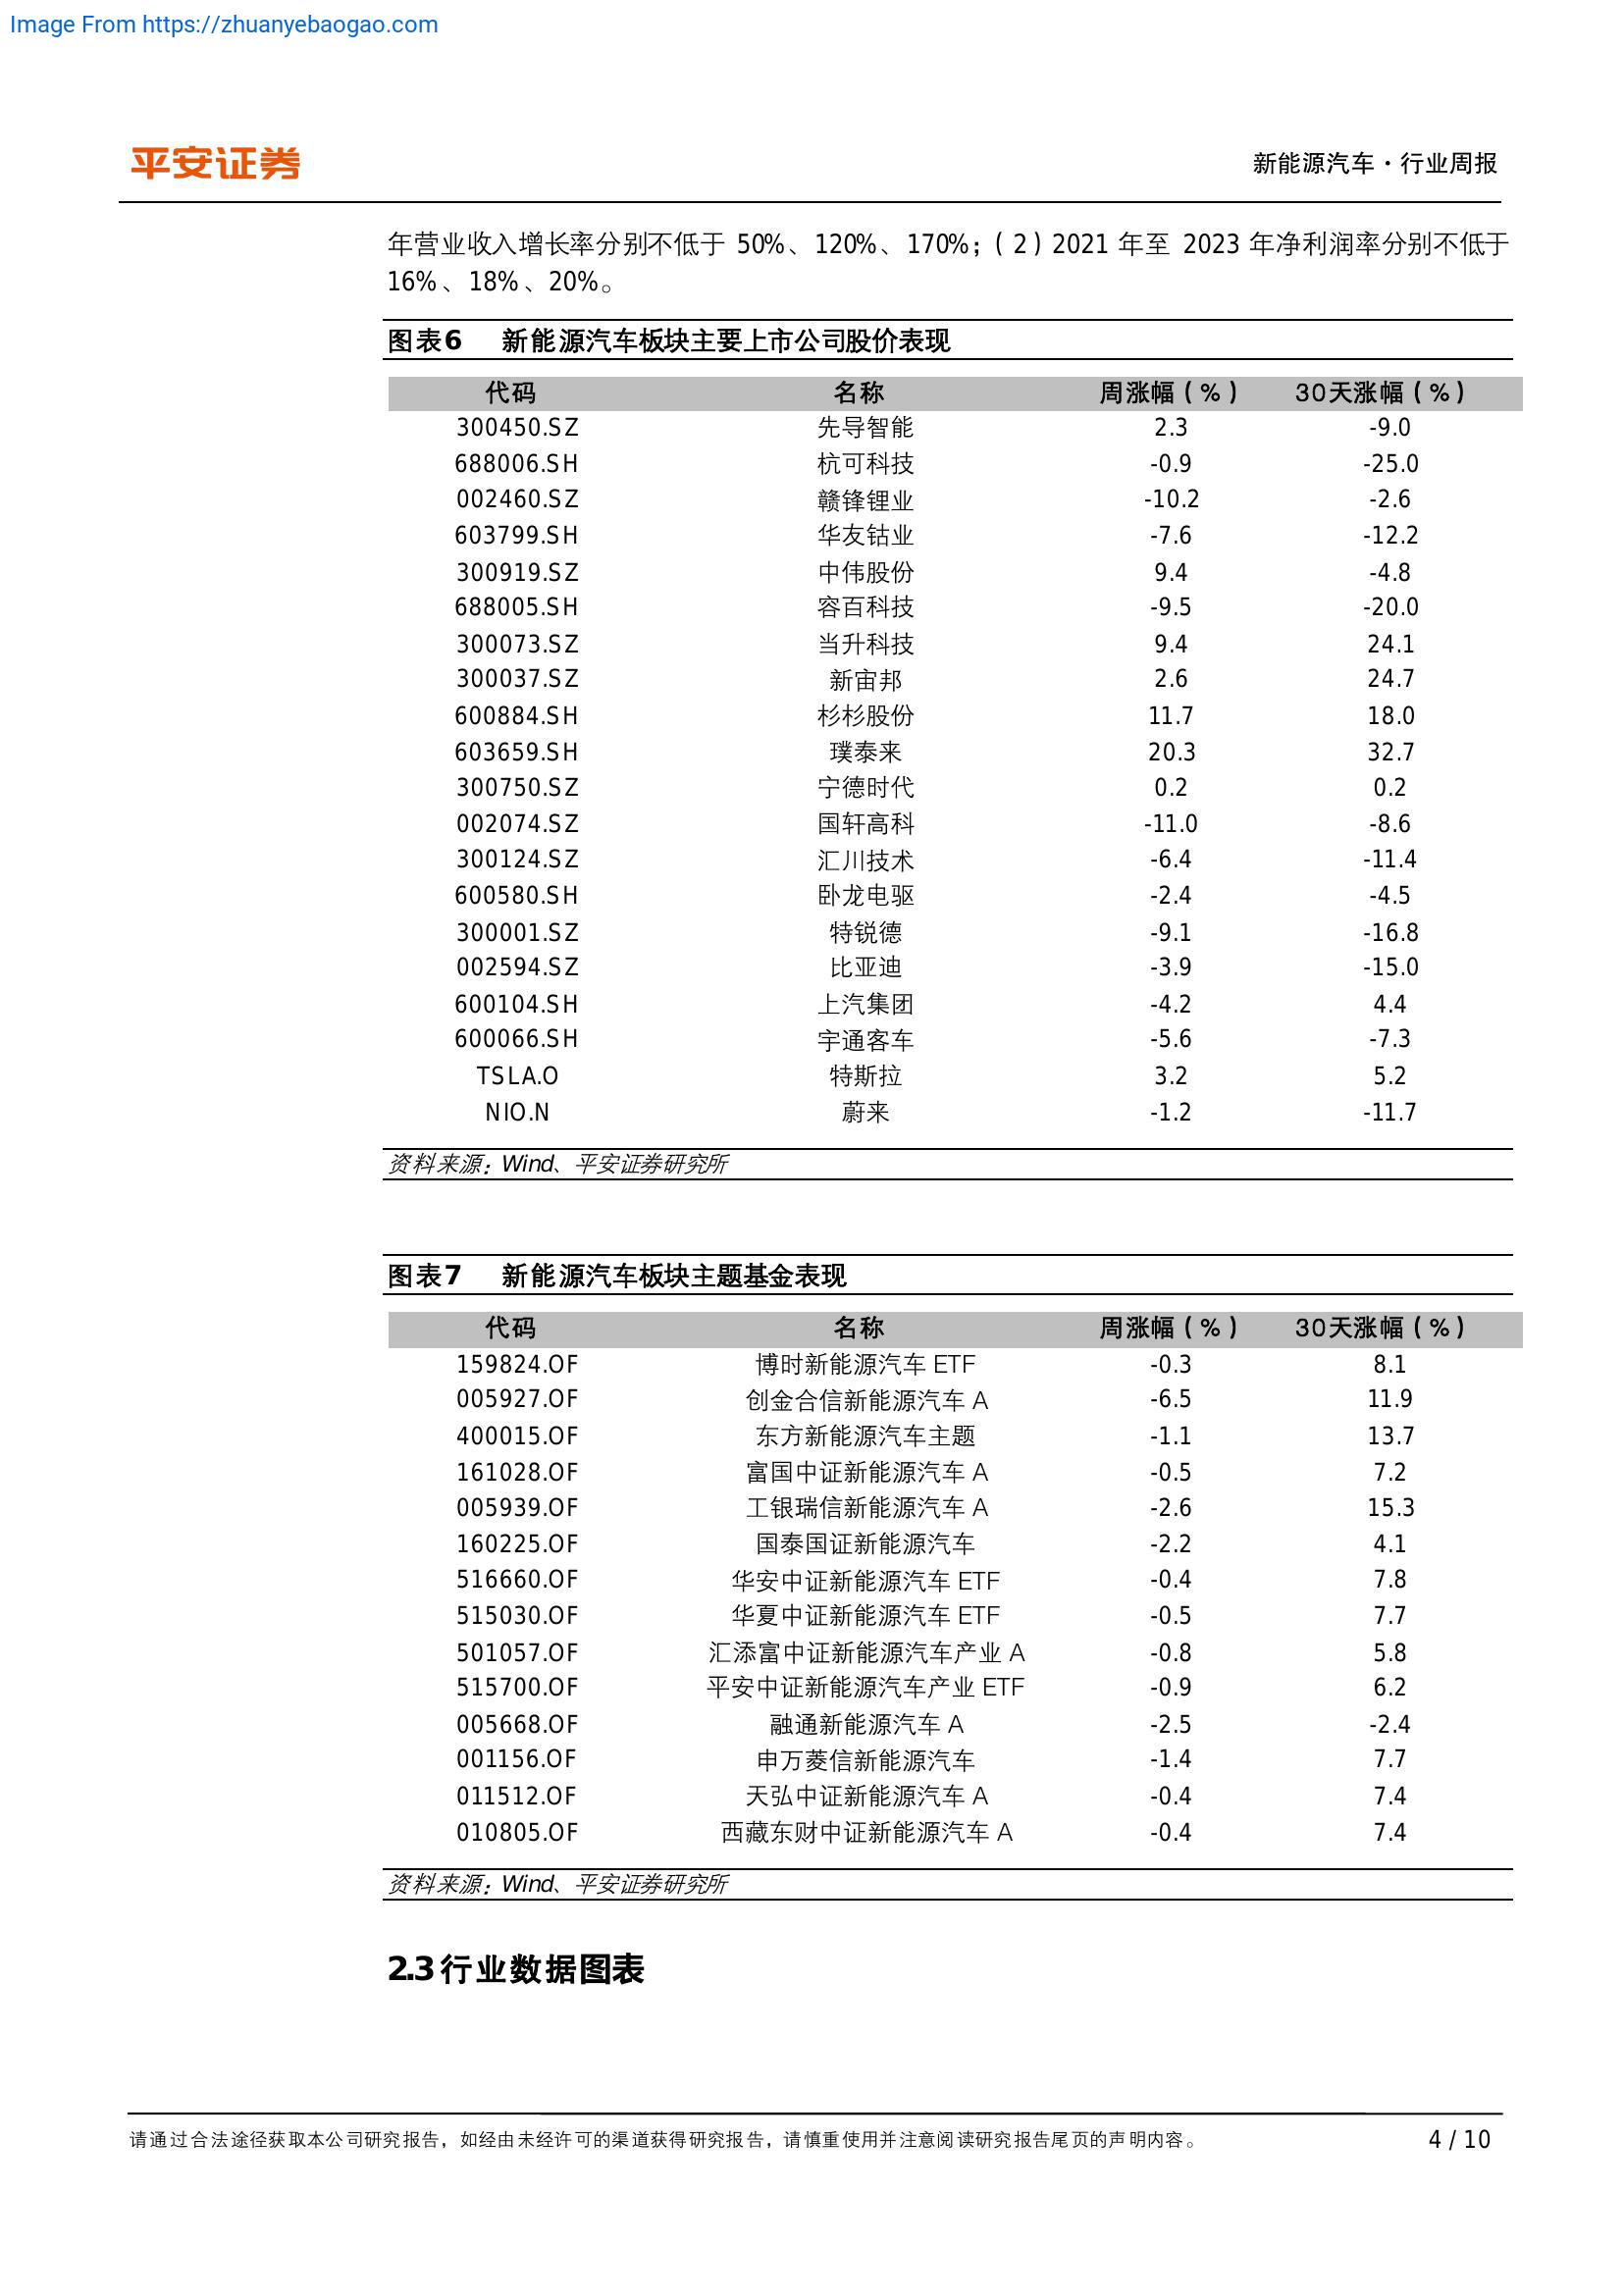 Image From https://zhuanyebaogao.com
平安证券
新能源汽车·行业周报
年营业收入增长率分别不低于 50%、120%、170%；（2）2021 年至 2023 年净利润率分别不低于
16%、18%、20%。
图表6 新能源汽车板块主要上市公司股价表现
代码 名称 周涨幅（%） 30天涨幅（%）
300450.SZ 先导智能 2.3 -9.0
688006.SH 杭可科技 -0.9 -25.0
002460.SZ 赣锋锂业 -10.2 -2.6
603799.SH 华友钴业 -7.6 -12.2
300919.SZ 中伟股份 9.4 -4.8
688005.SH 容百科技 -9.5 -20.0
300073.SZ 当升科技 9.4 24.1
300037.SZ 新宙邦 2.6 24.7
600884.SH 杉杉股份 11.7 18.0
603659.SH 璞泰来 20.3 32.7
300750.SZ 宁德时代 0.2 0.2
002074.SZ 国轩高科 -11.0 -8.6
300124.SZ 汇川技术 -6.4 -11.4
600580.SH 卧龙电驱 -2.4 -4.5
300001.SZ 特锐德 -9.1 -16.8
002594.SZ 比亚迪 -3.9 -15.0
600104.SH 上汽集团 -4.2 4.4
600066.SH 宇通客车 -5.6 -7.3
TSLA.O 特斯拉 3.2 5.2
NIO.N 蔚来 -1.2 -11.7
资料来源：Wind、平安证券研究所
图表7 新能源汽车板块主题基金表现
代码 名称 周涨幅（%） 30天涨幅（%）
159824.OF 博时新能源汽车 ETF -0.3 8.1
005927.OF 创金合信新能源汽车 A -6.5 11.9
400015.OF 东方新能源汽车主题 -1.1 13.7
161028.OF 富国中证新能源汽车 A -0.5 7.2
005939.OF 工银瑞信新能源汽车 A -2.6 15.3
160225.OF 国泰国证新能源汽车 -2.2 4.1
516660.OF 华安中证新能源汽车 ETF -0.4 7.8
515030.OF 华夏中证新能源汽车 ETF -0.5 7.7
501057.OF 汇添富中证新能源汽车产业 A -0.8 5.8
515700.OF 平安中证新能源汽车产业 ETF -0.9 6.2
005668.OF 融通新能源汽车 A -2.5 -2.4
001156.OF 申万菱信新能源汽车 -1.4 7.7
011512.OF 天弘中证新能源汽车 A -0.4 7.4
010805.OF 西藏东财中证新能源汽车 A -0.4 7.4
资料来源：Wind、平安证券研究所
2.3 行业数据图表
请通过合法途径获取本公司研究报告，如经由未经许可的渠道获得研究报告，请慎重使用并注意阅读研究报告尾页的声明内容。
4 / 10